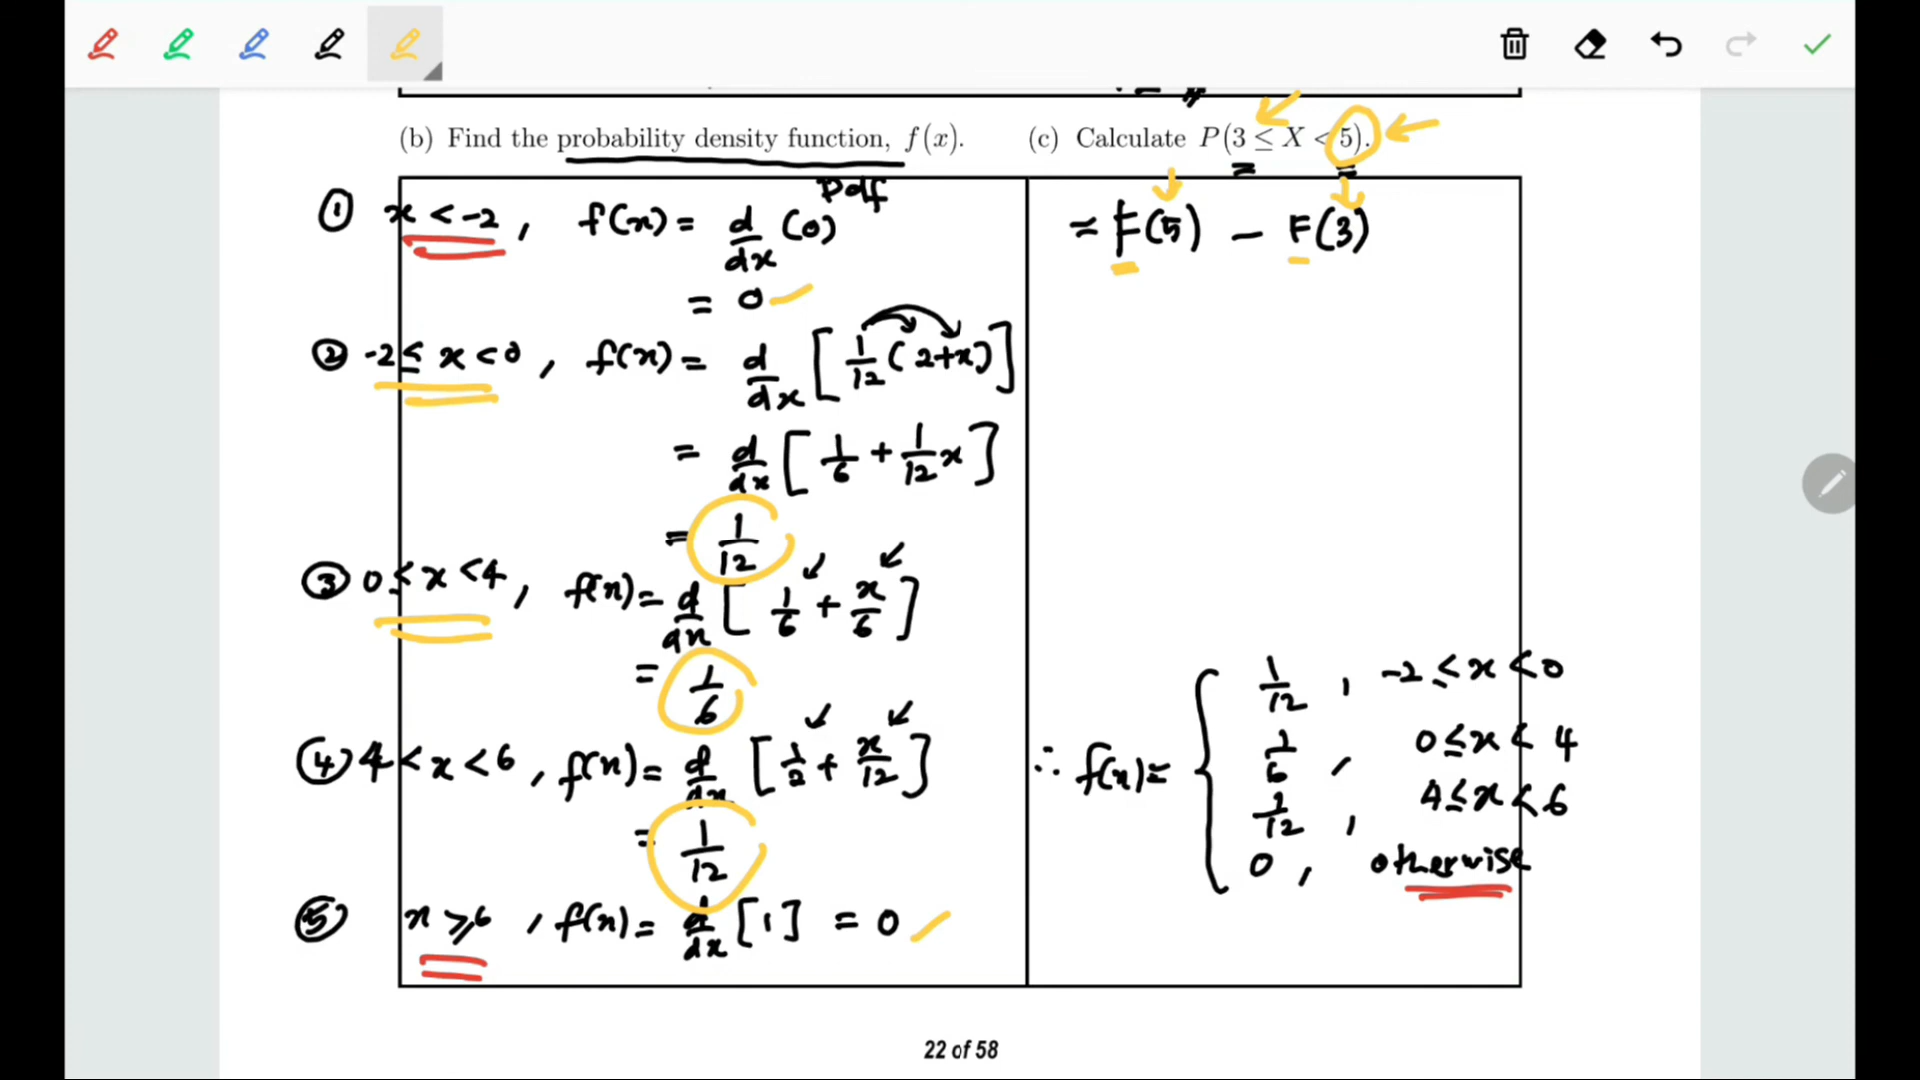 (b) Find the probability density function, f(x).
pdf
① x < -2, f(x) = d/dx (0)
= 0
② -2 ≤ x < 0, f(x) = d/dx [1/12 (2+x)]
= d/dx [1/6 + 1/12 x]
= 1/12
③ 0 ≤ x < 4, f(x) = d/dx [1/6 + x/6]
= 1/6
④ 4 < x < 6, f(x) = d/dx [1/2 + x/12]
= 1/12
⑤ x ≥ 6, f(x) = d/dx [1] = 0
(c) Calculate P(3 ≤ X < 5).
= F(5) - F(3)
∴ f(x) = { 1/12, -2 ≤ x < 0
1/6, 0 ≤ x < 4
1/12, 4 ≤ x < 6
0, otherwise
22 of 58